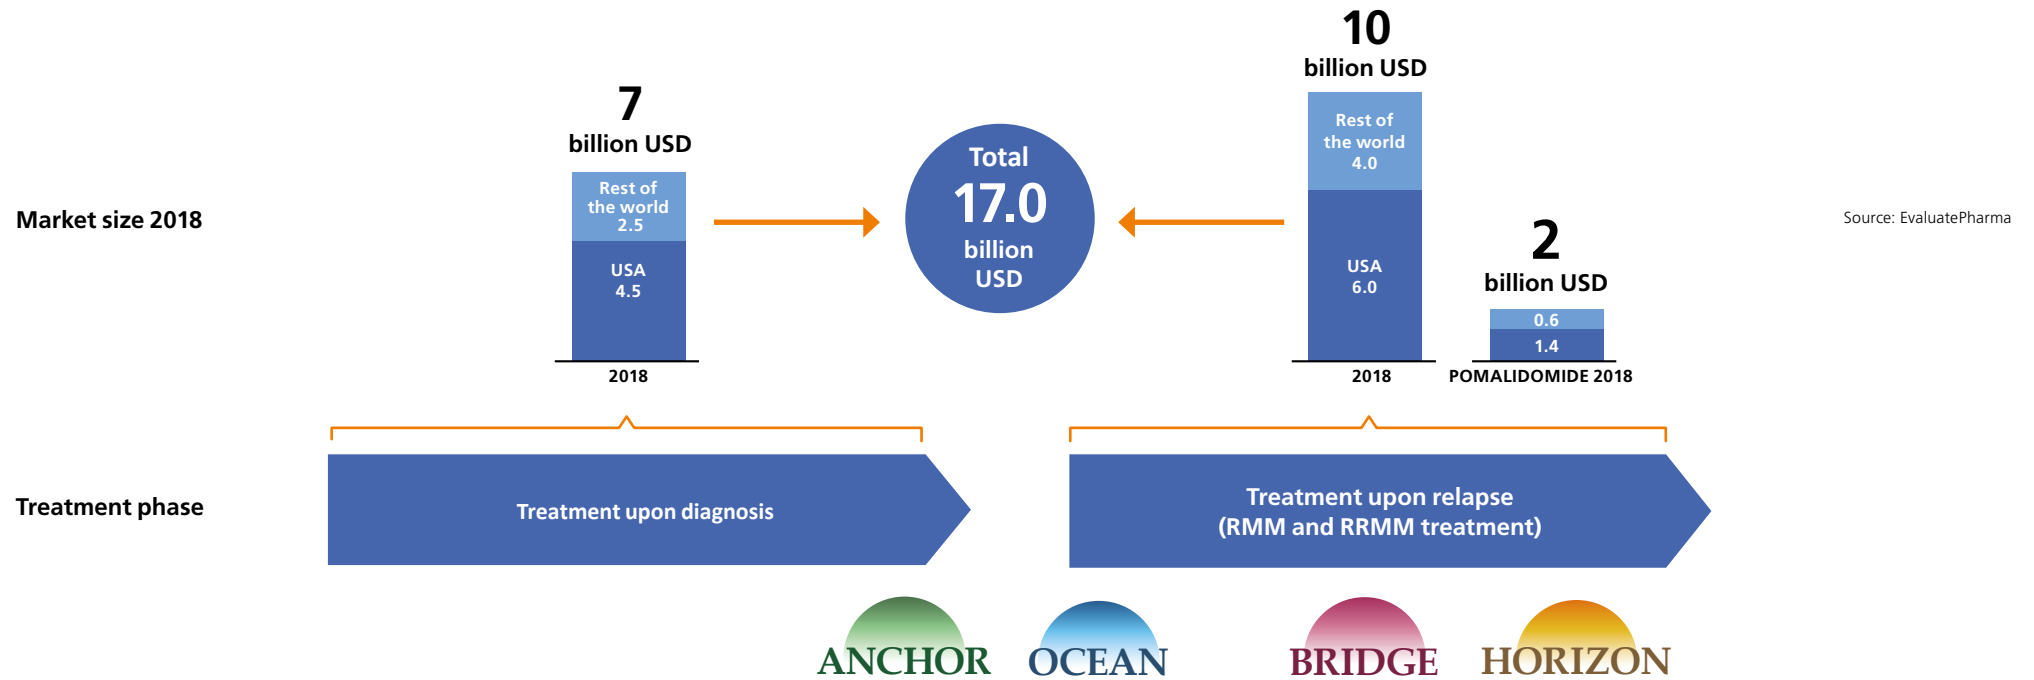 Market size 2018
7
billion USD
Rest of
the world
2.5
USA
4.5
2018
Total
17.0
billion
USD
10
billion USD
Rest of
the world
4.0
USA
6.0
2018
2
billion USD
0.6
1.4
POMALIDOMIDE 2018
Source: EvaluatePharma
Treatment phase
Treatment upon diagnosis
Treatment upon relapse
(RMM and RRMM treatment)
ANCHOR
OCEAN
BRIDGE
HORIZON